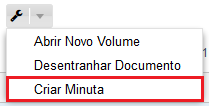 Abrir Novo Volume
Desentranhar Documento
Criar Minuta